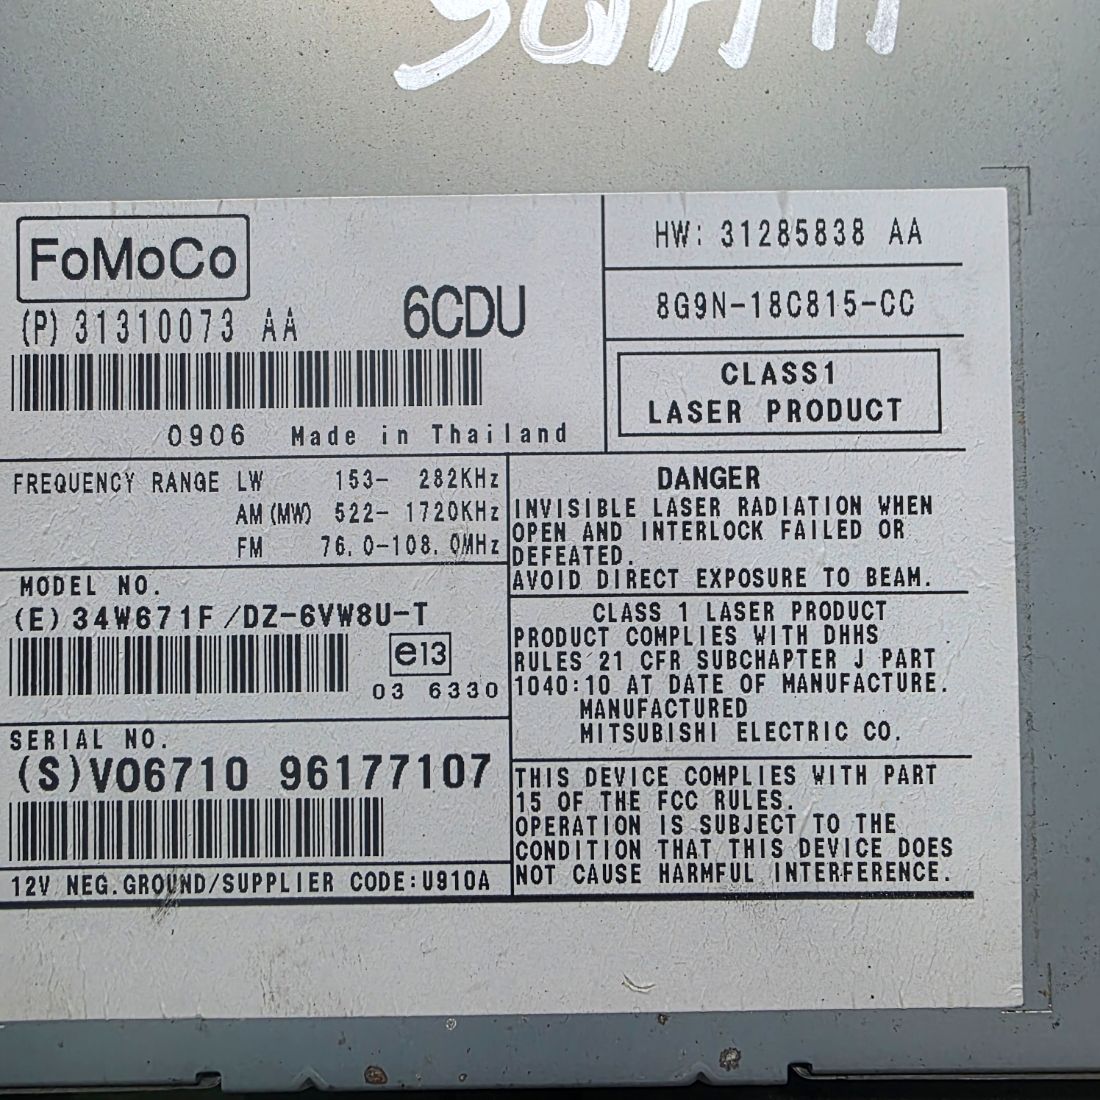 FoMoCo
(P) 31310073 AA
6CDU
0906 Made in Thailand
HW: 31285838 AA
8G9N-18C815-CC
CLASS1
LASER PRODUCT
FREQUENCY RANGE LW 153- 282KHz
AM (MW) 522- 1720KHz
FM 76.0-108.0MHz
MODEL NO.
(E) 34W671F /DZ-6VW8U-T
e13
03 6330
SERIAL NO.
(S) V06710 96177107
12V NEG.GROUND/SUPPLIER CODE:U910A
DANGER
INVISIBLE LASER RADIATION WHEN
OPEN AND INTERLOCK FAILED OR
DEFEATED.
AVOID DIRECT EXPOSURE TO BEAM.
CLASS 1 LASER PRODUCT
PRODUCT COMPLIES WITH DHHS
RULES 21 CFR SUBCHAPTER J PART
1040:10 AT DATE OF MANUFACTURE.
MANUFACTURED
MITSUBISHI ELECTRIC CO.
THIS DEVICE COMPLIES WITH PART
15 OF THE FCC RULES.
OPERATION IS SUBJECT TO THE
CONDITION THAT THIS DEVICE DOES
NOT CAUSE HARMFUL INTERFERENCE.